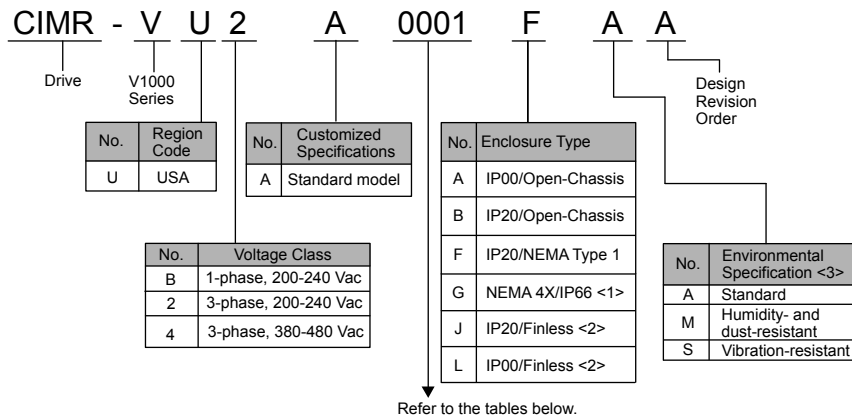 CIMR - V U 2 A 0001 F A A
Drive
V1000
Series
Design
Revision
Order
No. Region
Code
U USA
No. Customized
Specifications
A Standard model
No. Enclosure Type
A IP00/Open-Chassis
B IP20/Open-Chassis
F IP20/NEMA Type 1
G NEMA 4X/IP66 <1>
J IP20/Finless <2>
L IP00/Finless <2>
No. Voltage Class
B 1-phase, 200-240 Vac
2 3-phase, 200-240 Vac
4 3-phase, 380-480 Vac
No. Environmental
Specification <3>
A Standard
M Humidity- and
dust-resistant
S Vibration-resistant
Refer to the tables below.